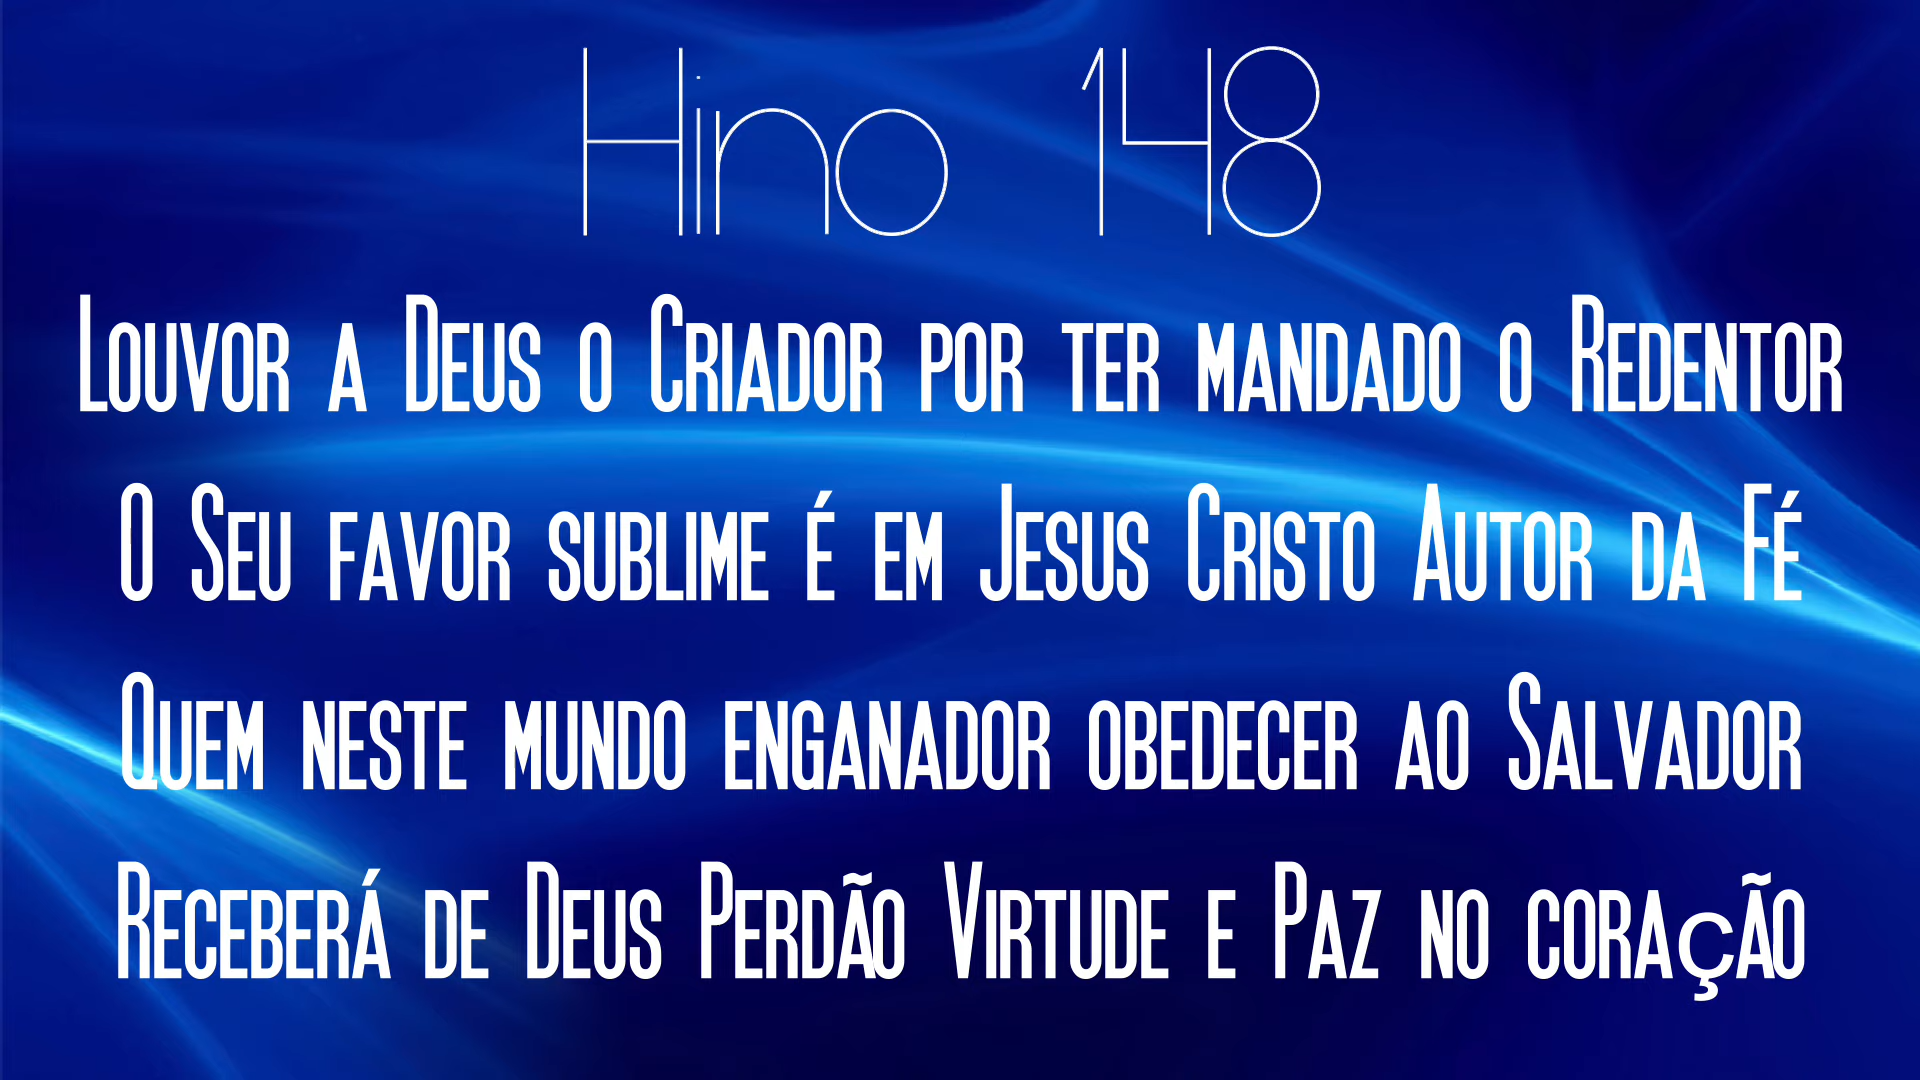 Hino 148
Louvor a Deus o Criador por ter mandado o Redentor
O Seu favor sublime é em Jesus Cristo Autor da Fé
Quem neste mundo enganador obedecer ao Salvador
Receberá de Deus Perdão Virtude e Paz no coração